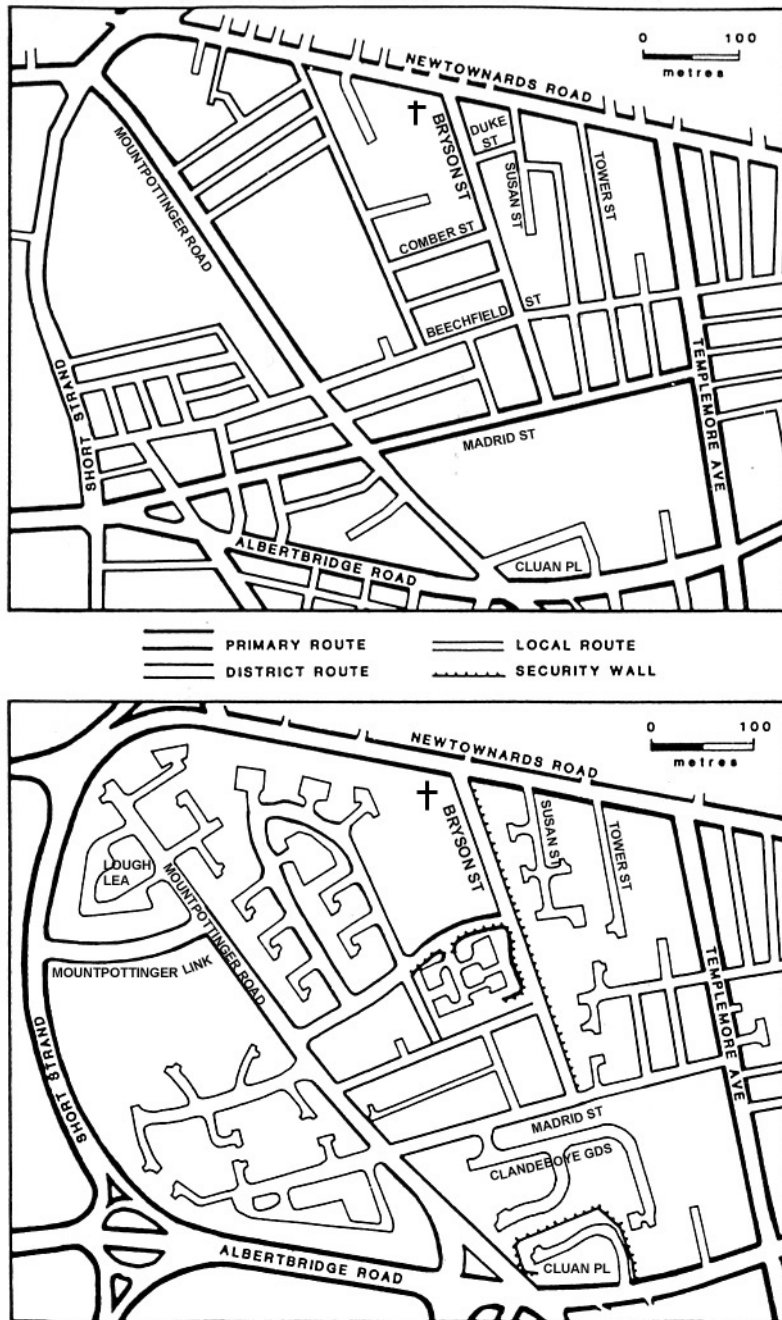 0 100
metres
NEWTOWNARDS ROAD
MOUNTPOTTINGER ROAD
BRYSON ST
DUKE ST
SUSAN ST
TOWER ST
COMBER ST
BEECHFIELD ST
SHORT STRAND
TEMPLEMORE AVE
MADRID ST
ALBERTBRIDGE ROAD
CLUAN PL
PRIMARY ROUTE
LOCAL ROUTE
DISTRICT ROUTE
SECURITY WALL
0 100
metres
NEWTOWNARDS ROAD
BRYSON ST
SUSAN ST
TOWER ST
LOUGH
LEA
MOUNTPOTTINGER ROAD
MOUNTPOTTINGER LINK
SHORT STRAND
TEMPLEMORE AVE
MADRID ST
CLANDEBOYE GDS
ALBERTBRIDGE ROAD
CLUAN PL